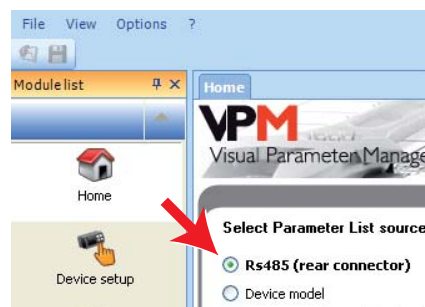 File View Options ?
Module list
Home
VPM
Visual Parameter Manage
Home
Select Parameter List source
Rs485 (rear connector)
Device setup
Device model